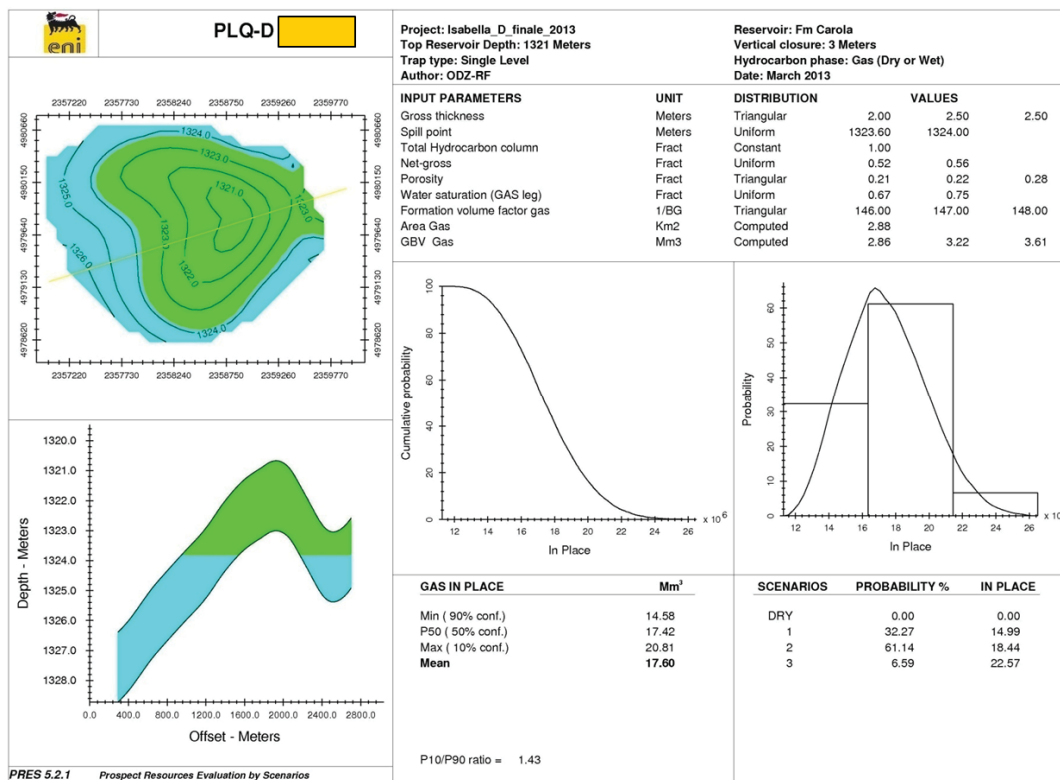 eni
PLQ-D
Project: Isabella_D_finale_2013
Top Reservoir Depth: 1321 Meters
Trap type: Single Level
Author: ODZ-RF
Reservoir: Fm Carola
Vertical closure: 3 Meters
Hydrocarbon phase: Gas (Dry or Wet)
Date: March 2013
INPUT PARAMETERS UNIT DISTRIBUTION VALUES
Gross thickness Meters Triangular 2.00 2.50 2.50
Spill point Meters Uniform 1323.60 1324.00
Total Hydrocarbon column Fract Constant 1.00
Net-gross Fract Uniform 0.52 0.56
Porosity Fract Triangular 0.21 0.22 0.28
Water saturation (GAS leg) Fract Uniform 0.67 0.75
Formation volume factor gas 1/BG Triangular 146.00 147.00 148.00
Area Gas Km2 Computed 2.88
GBV Gas Mm3 Computed 2.86 3.22 3.61
2357220 2357730 2358240 2358750 2359260 2359770
4980660 4980660
4980150 4980150
4979640 4979640
4979130 4979130
4978620 4978620
1324.0
1323.0
1321.0
1325.0
1323.0
1323.0
1326.0
1322.0
1324.0
2357220 2357730 2358240 2358750 2359260 2359770
Depth - Meters
1320.0
1321.0
1322.0
1323.0
1324.0
1325.0
1326.0
1327.0
1328.0
0.0 400.0 800.0 1200.0 1600.0 2000.0 2400.0 2800.0
Offset - Meters
Cumulative probability
100
80
60
40
20
0
12 14 16 18 20 22 24 26 x 10^6
In Place
Probability
60
50
40
30
20
10
0
12 14 16 18 20 22 24 26
In Place
GAS IN PLACE Mm³
Min ( 90% conf.) 14.58
P50 ( 50% conf.) 17.42
Max ( 10% conf.) 20.81
Mean 17.60
P10/P90 ratio = 1.43
SCENARIOS PROBABILITY % IN PLACE
DRY 0.00 0.00
1 32.27 14.99
2 61.14 18.44
3 6.59 22.57
PRES 5.2.1 Prospect Resources Evaluation by Scenarios